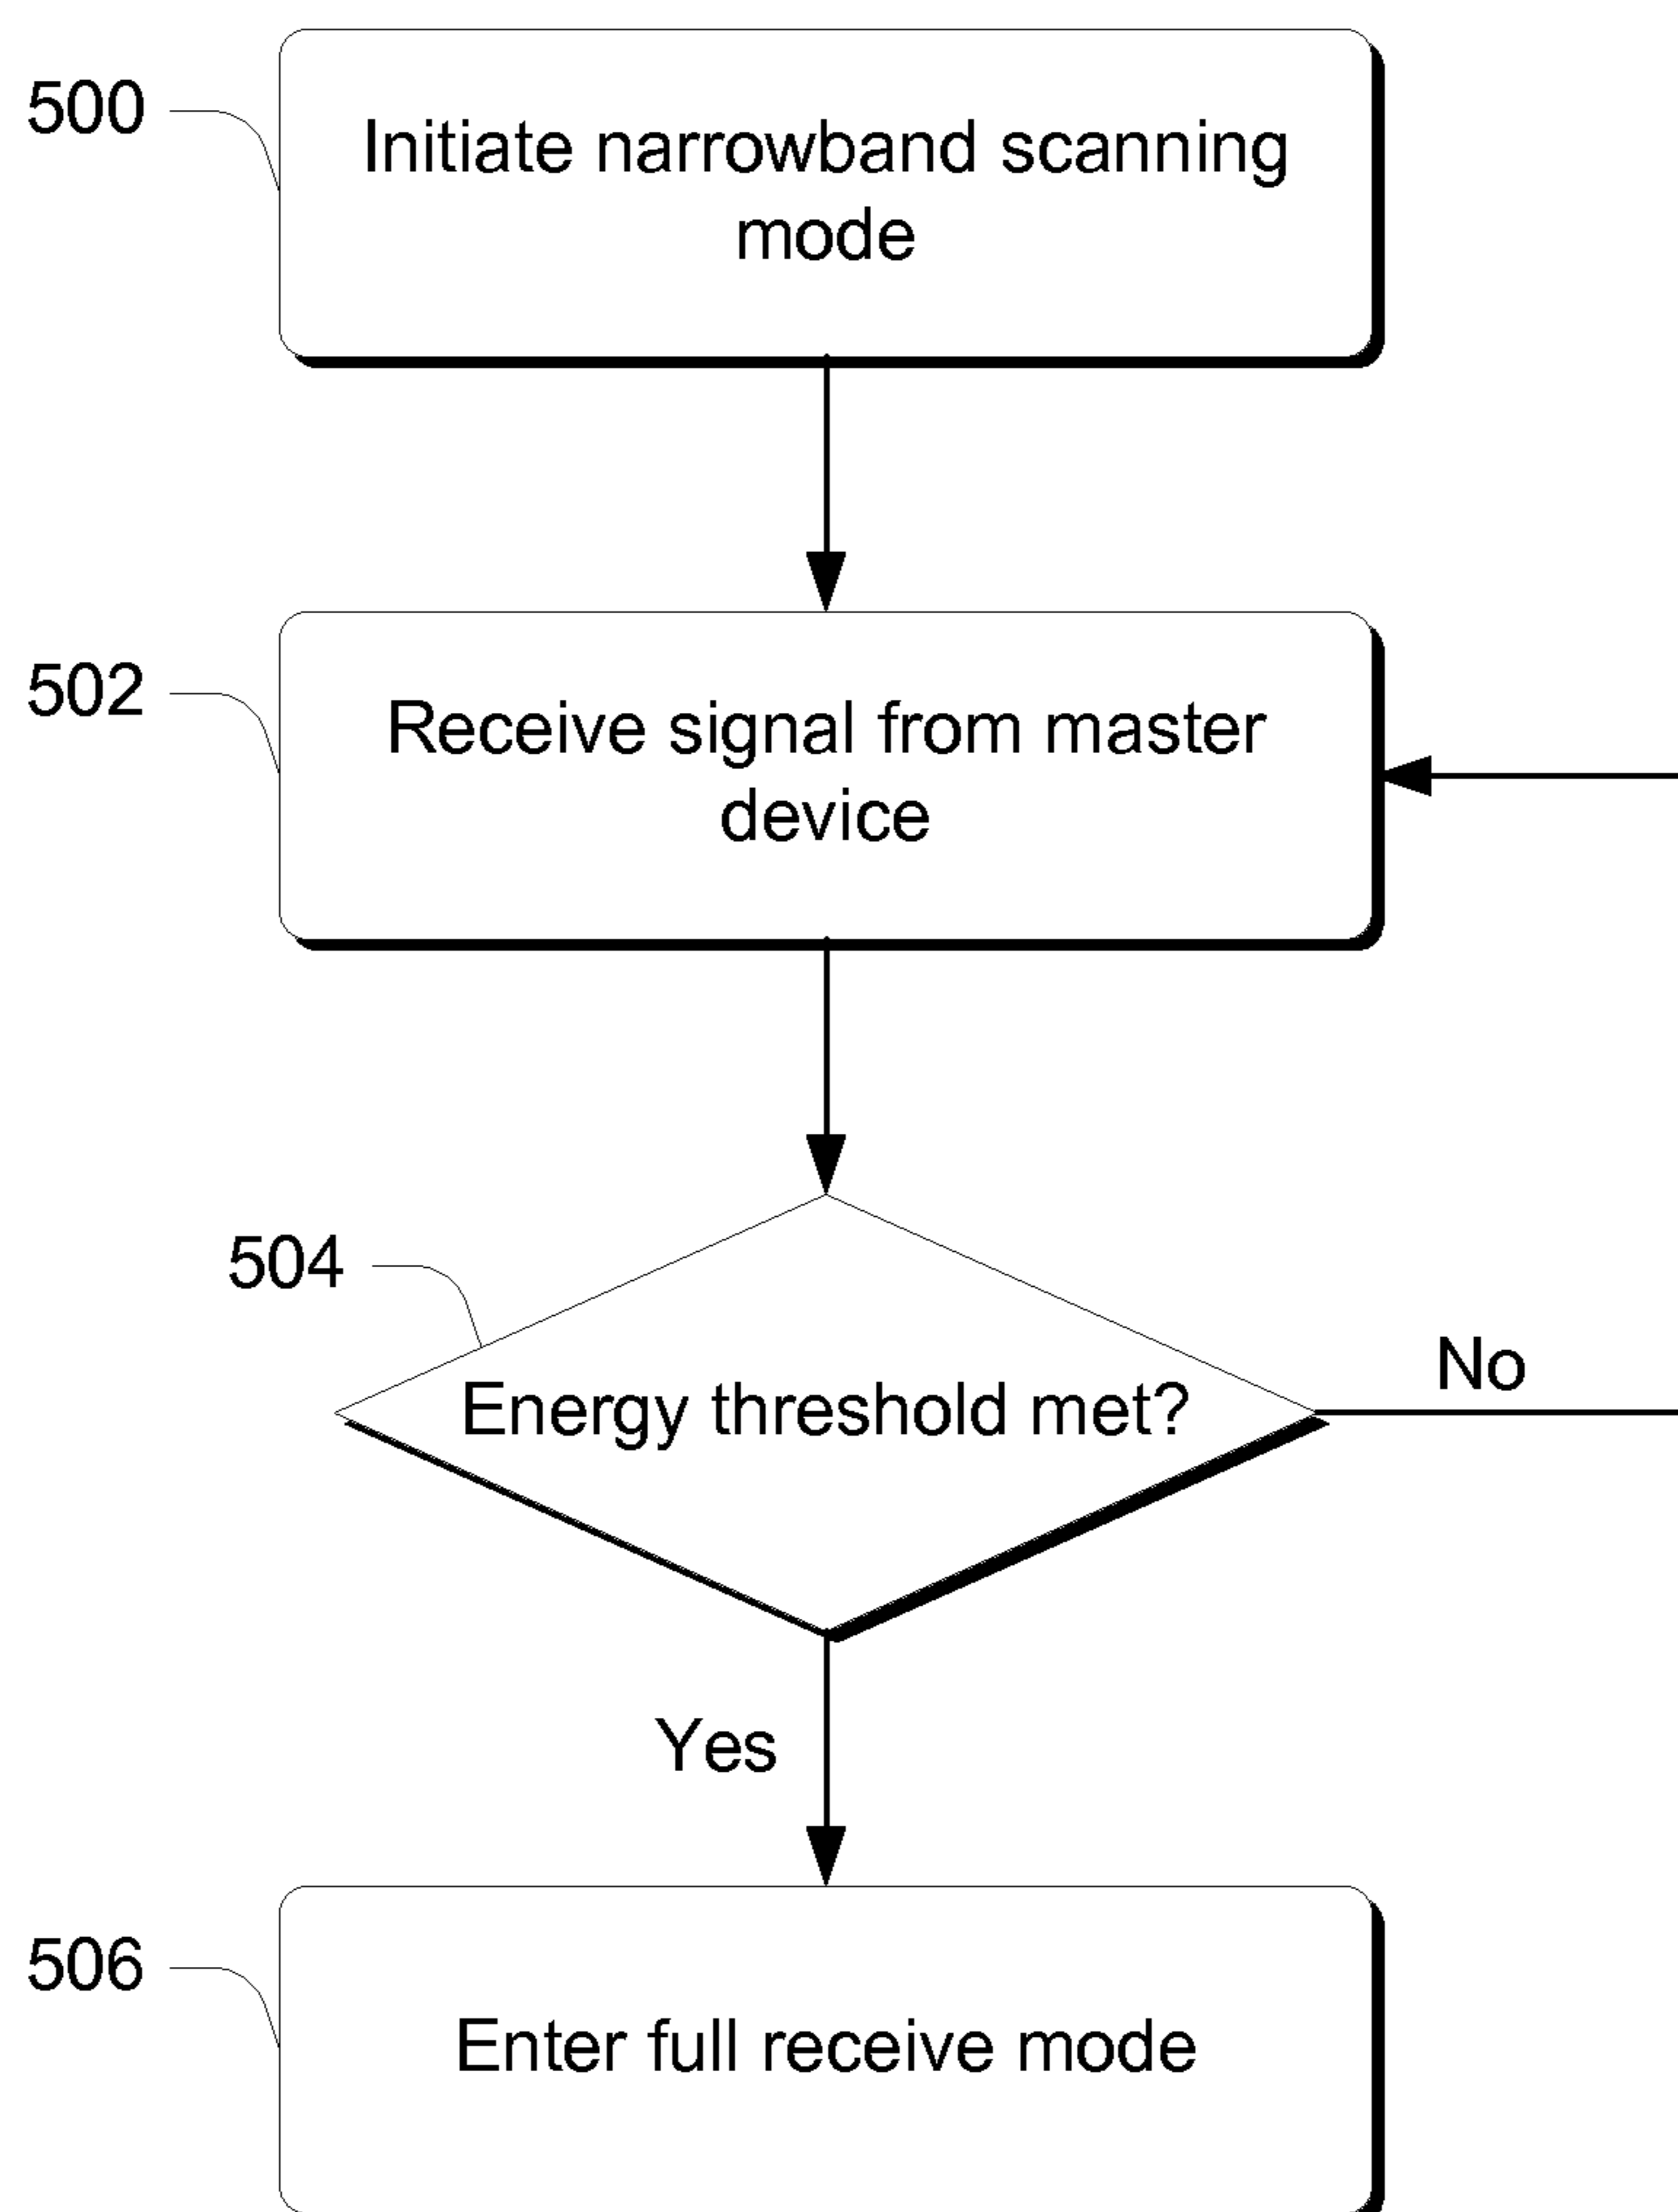 500
Initiate narrowband scanning
mode
502
Receive signal from master
device
504
Energy threshold met?
No
Yes
506
Enter full receive mode